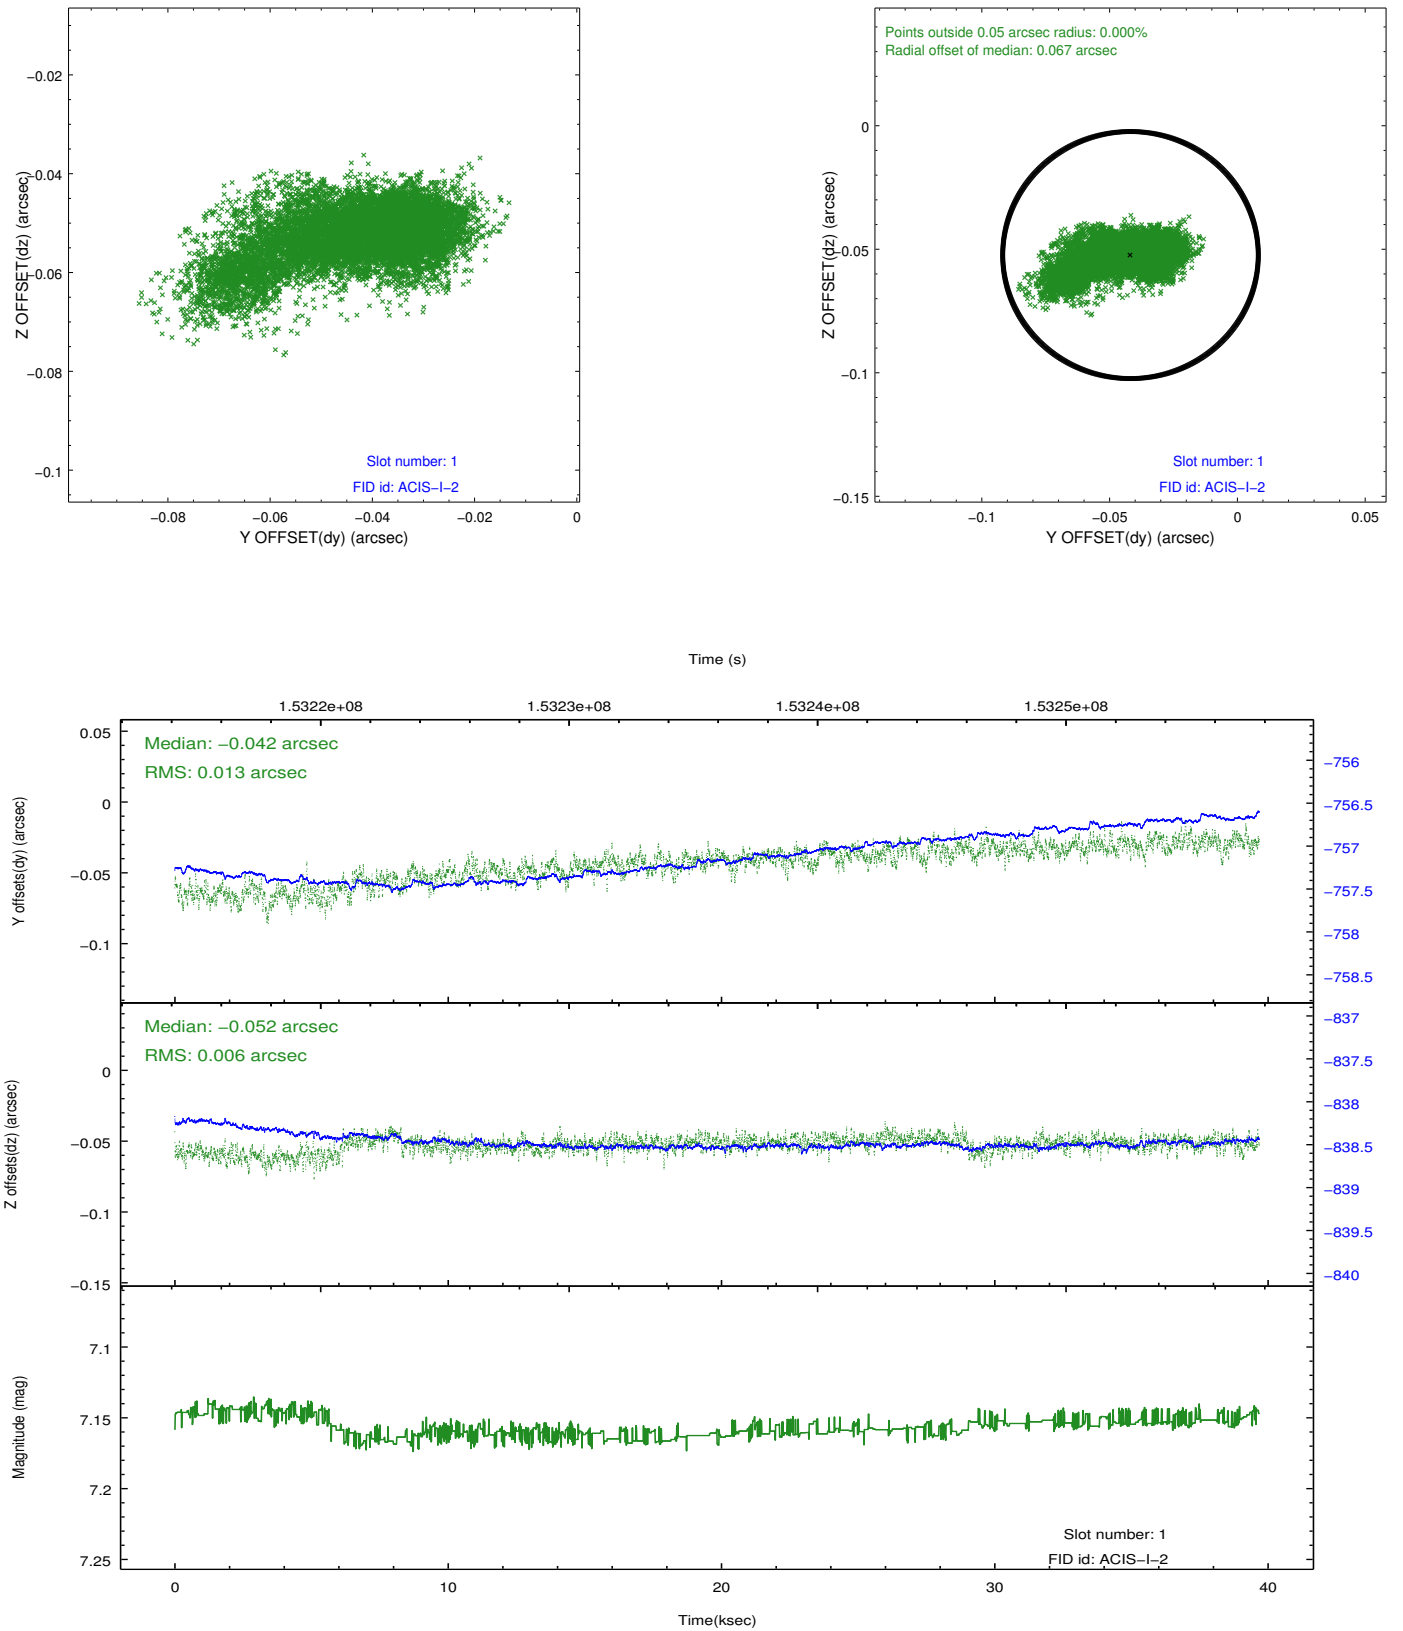 −0.02
−0.04
−0.06
−0.08
−0.1
Z OFFSET(dz) (arcsec)
Slot number: 1
FID id: ACIS−I−2
−0.08 −0.06 −0.04 −0.02 0
Y OFFSET(dy) (arcsec)
Points outside 0.05 arcsec radius: 0.000%
Radial offset of median: 0.067 arcsec
0
−0.05
−0.1
−0.15
Z OFFSET(dz) (arcsec)
Slot number: 1
FID id: ACIS−I−2
−0.1 −0.05 0 0.05
Y OFFSET(dy) (arcsec)
Time (s)
1.5322e+08 1.5323e+08 1.5324e+08 1.5325e+08
Median: −0.042 arcsec
RMS: 0.013 arcsec
0.05
0
−0.05
−0.1
Y offsets(dy) (arcsec)
−756
−756.5
−757
−757.5
−758
−758.5
Median: −0.052 arcsec
RMS: 0.006 arcsec
0
−0.05
−0.1
−0.15
Z offsets(dz) (arcsec)
−837
−837.5
−838
−838.5
−839
−839.5
−840
7.1
7.15
7.2
7.25
Magnitude (mag)
Slot number: 1
FID id: ACIS−I−2
0 10 20 30 40
Time(ksec)